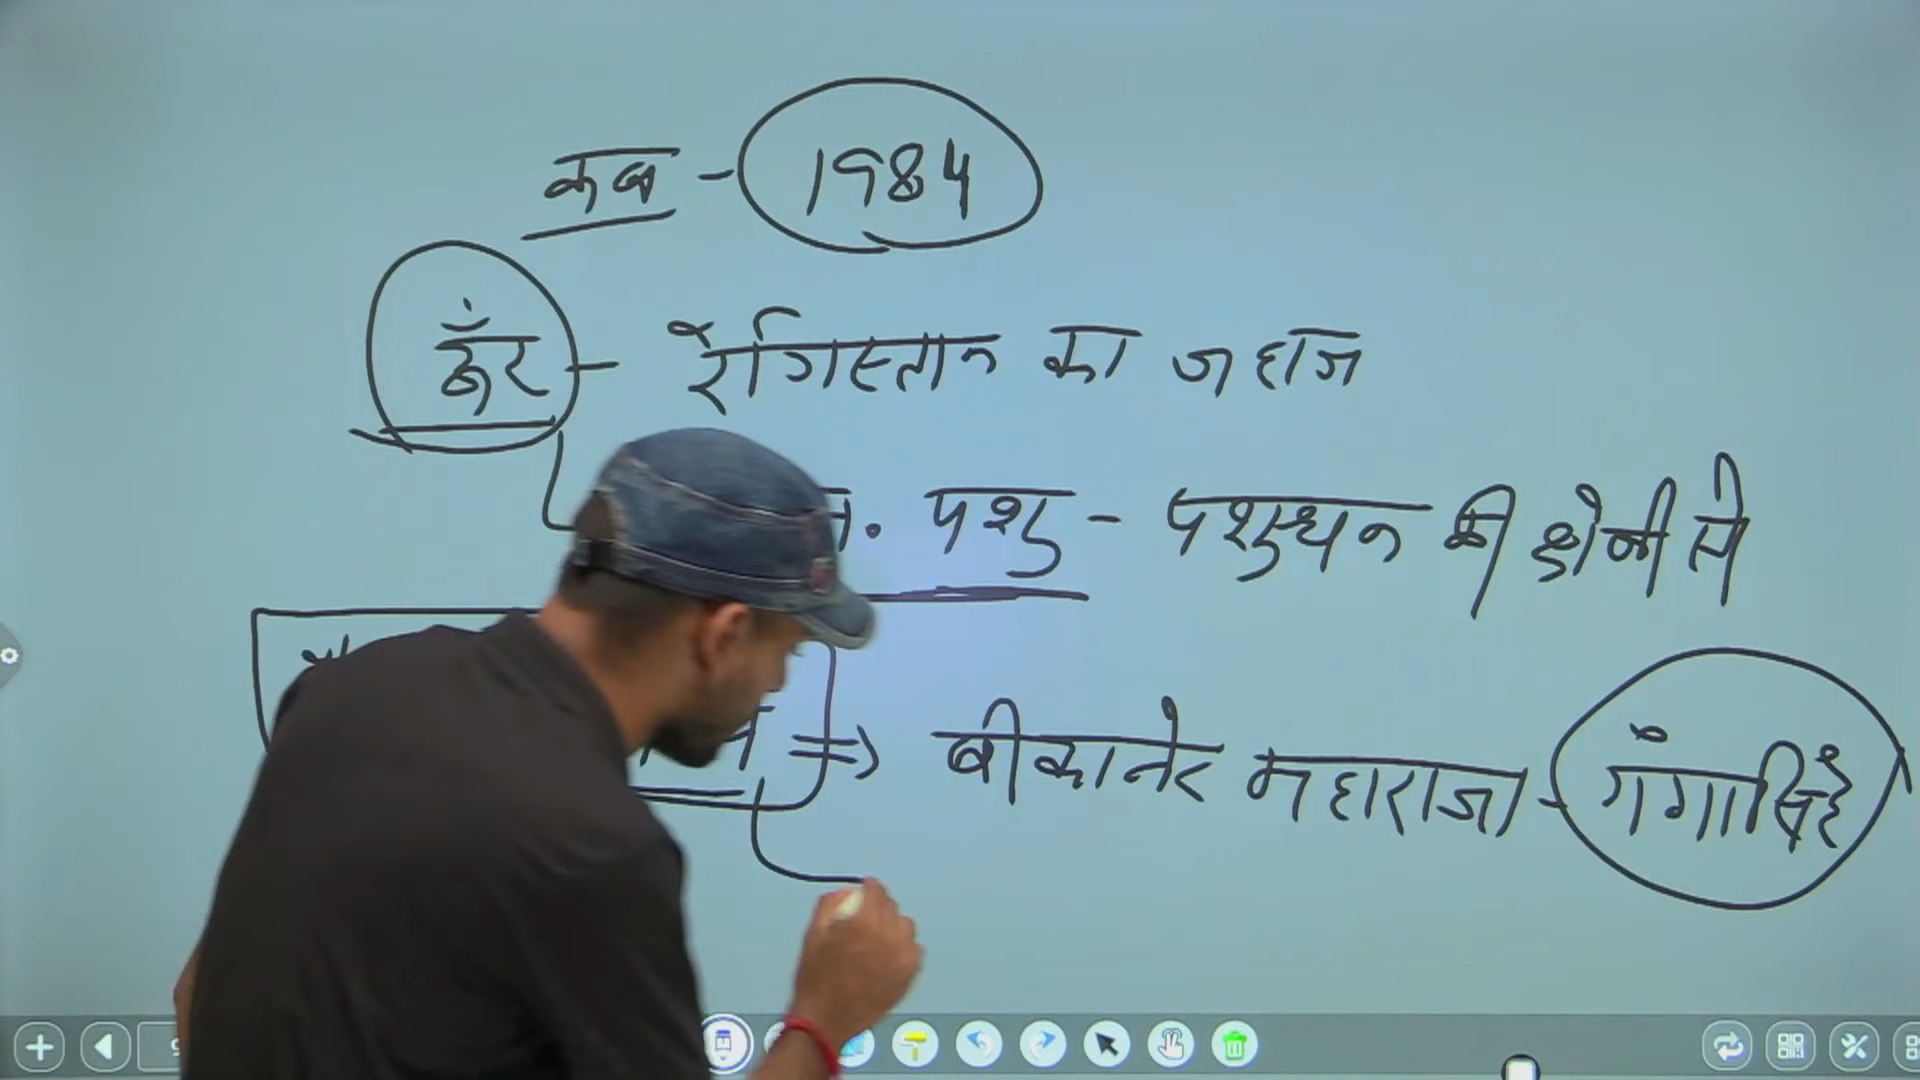 कब - 1984
ऊँट - रेगिस्तान का जहाज
पशु - पशुधन की श्रेणी से
=> बीकानेर महाराजा - गंगासिंह